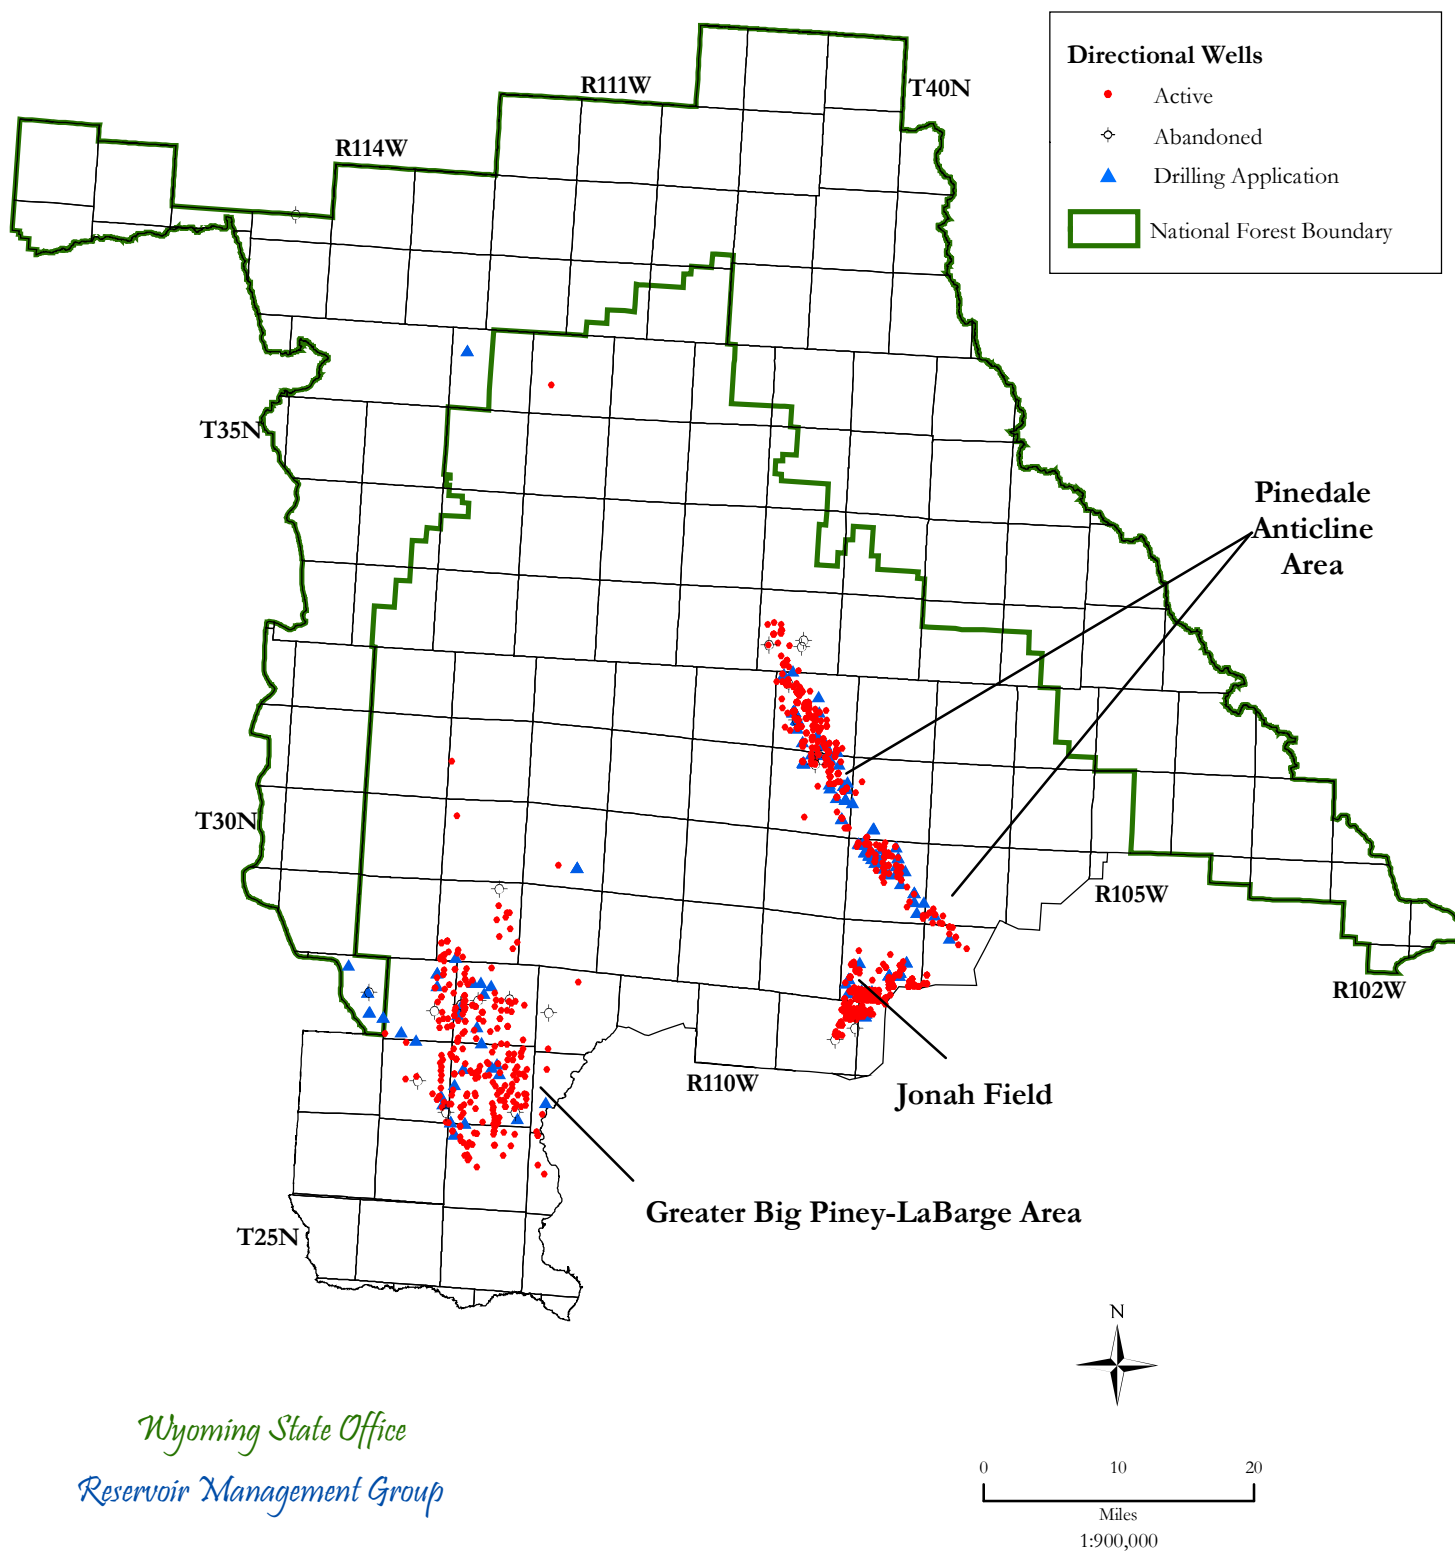 Directional Wells
Active
Abandoned
Drilling Application
National Forest Boundary
R111W
T40N
R114W
T35N
Pinedale
Anticline
Area
T30N
R105W
R102W
R110W
Jonah Field
Greater Big Piney-LaBarge Area
T25N
N
Wyoming State Office
Reservoir Management Group
0 10 20
Miles
1:900,000